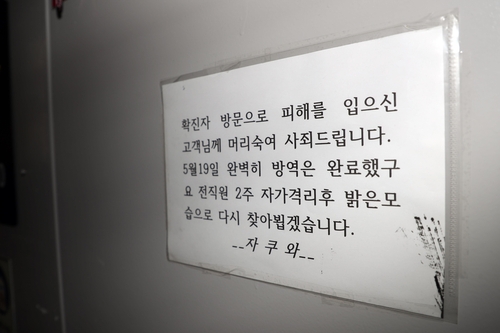 확진자 방문으로 피해를 입으신
고객님께 머리숙여 사죄드립니다.
5월19일 완벽히 방역은 완료했구
요 전직원 2주 자가격리후 밝은모
습으로 다시 찾아뵙겠습니다.
--자 쿠 와--